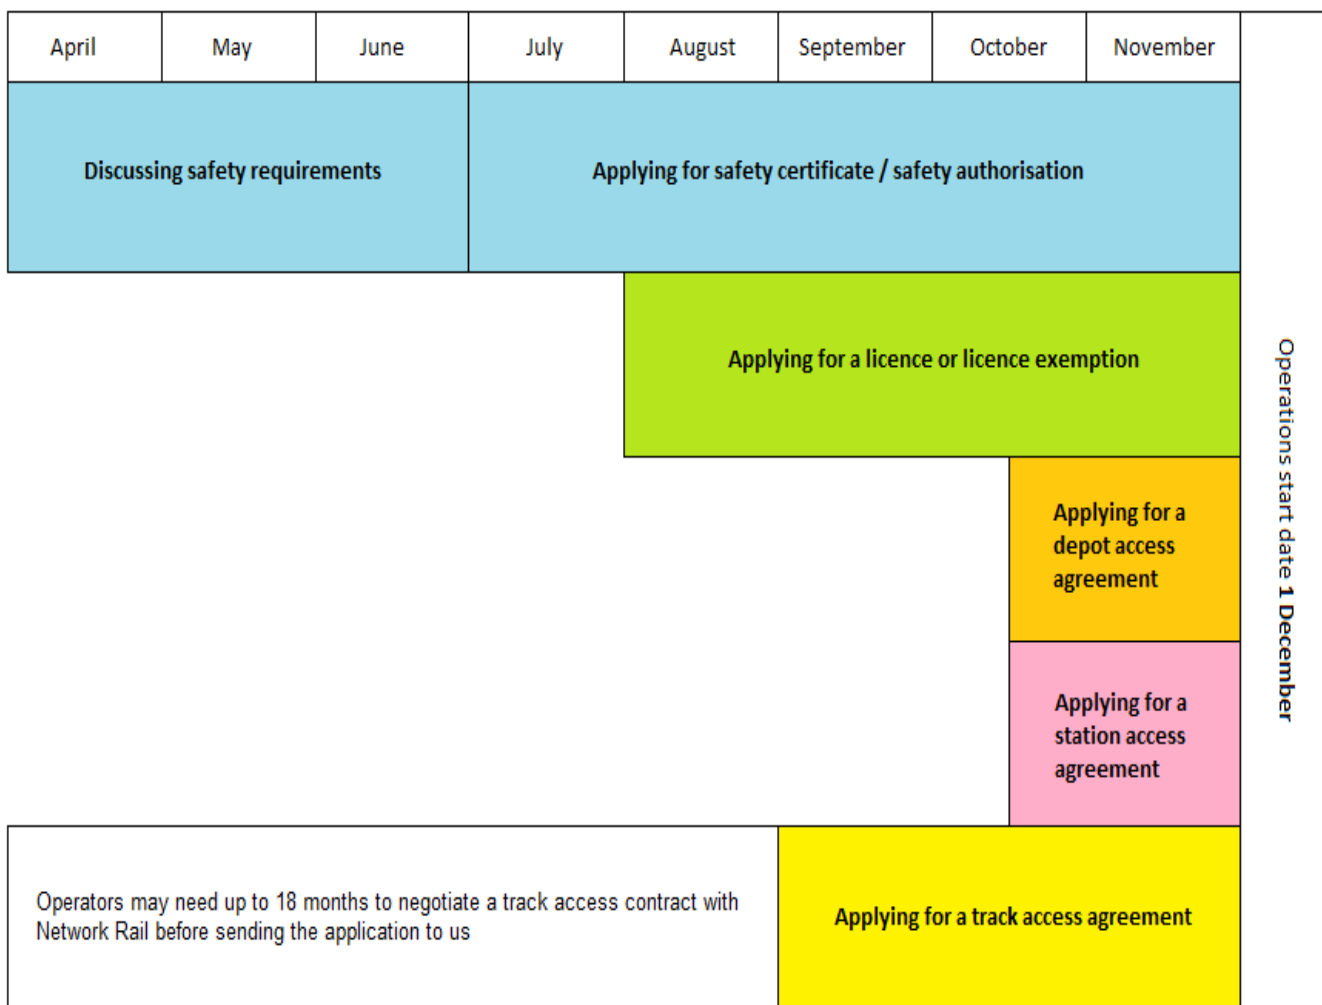 April
May
June
July
August
September
October
November
Discussing safety requirements
Applying for safety certificate / safety authorisation
Applying for a licence or licence exemption
Applying for a
depot access
agreement
Applying for a
station access
agreement
Operators may need up to 18 months to negotiate a track access contract with
Network Rail before sending the application to us
Applying for a track access agreement
Operations start date 1 December